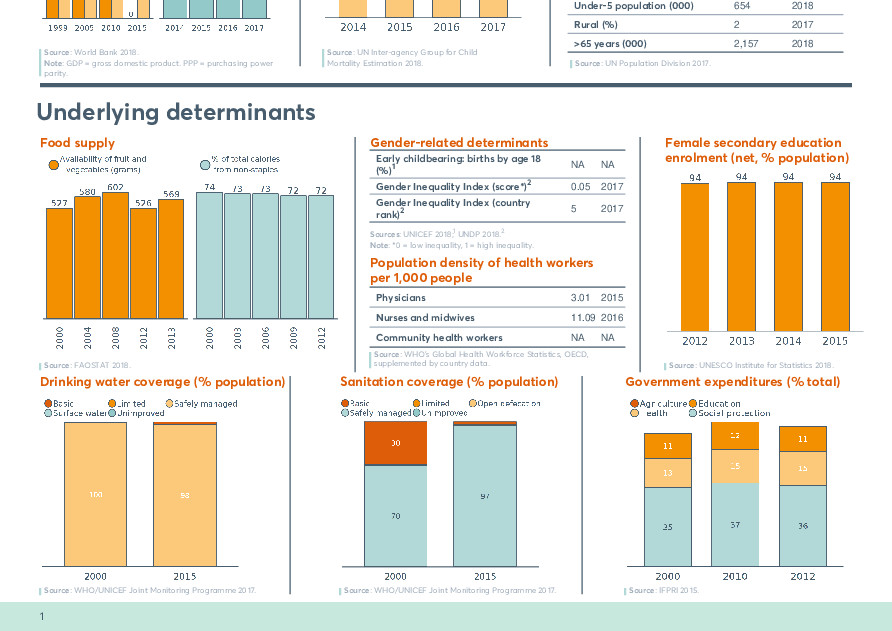 1999 2005 2010 2015
0
2014 2015 2016 2017
Source: World Bank 2018.
Note: GDP = gross domestic product. PPP = purchasing power
parity.
2014 2015 2016 2017
Source: UN Inter-agency Group for Child
Mortality Estimation 2018.
Under-5 population (000) 654 2018
Rural (%) 2 2017
>65 years (000) 2,157 2018
Source: UN Population Division 2017.
Underlying determinants
Food supply
Availability of fruit and
vegetables (grams)
% of total calories
from non-staples
527 580 602 526 569
74 73 73 72 72
2000 2004 2008 2012 2013
2000 2003 2006 2009 2012
Source: FAOSTAT 2018.
Gender-related determinants
Early childbearing: births by age 18
(%)1 NA NA
Gender Inequality Index (score*)2 0.05 2017
Gender Inequality Index (country
rank)2 5 2017
Sources: UNICEF 2018,1 UNDP 2018.2
Note: *0 = low inequality, 1 = high inequality.
Population density of health workers
per 1,000 people
Physicians 3.01 2015
Nurses and midwives 11.09 2016
Community health workers NA NA
Source: WHO's Global Health Workforce Statistics, OECD,
supplemented by country data.
Female secondary education
enrolment (net, % population)
94 94 94 94
2012 2013 2014 2015
Source: UNESCO Institute for Statistics 2018.
Drinking water coverage (% population)
Basic Limited Safely managed
Surface water Unimproved
100 98
2000 2015
Source: WHO/UNICEF Joint Monitoring Programme 2017.
Sanitation coverage (% population)
Basic Limited Open defecation
Safely managed Unimproved
30
70 97
2000 2015
Source: WHO/UNICEF Joint Monitoring Programme 2017.
Government expenditures (% total)
Agriculture Education
Health Social protection
11 12 11
13 15 15
35 37 36
2000 2010 2012
Source: IFPRI 2015.
1